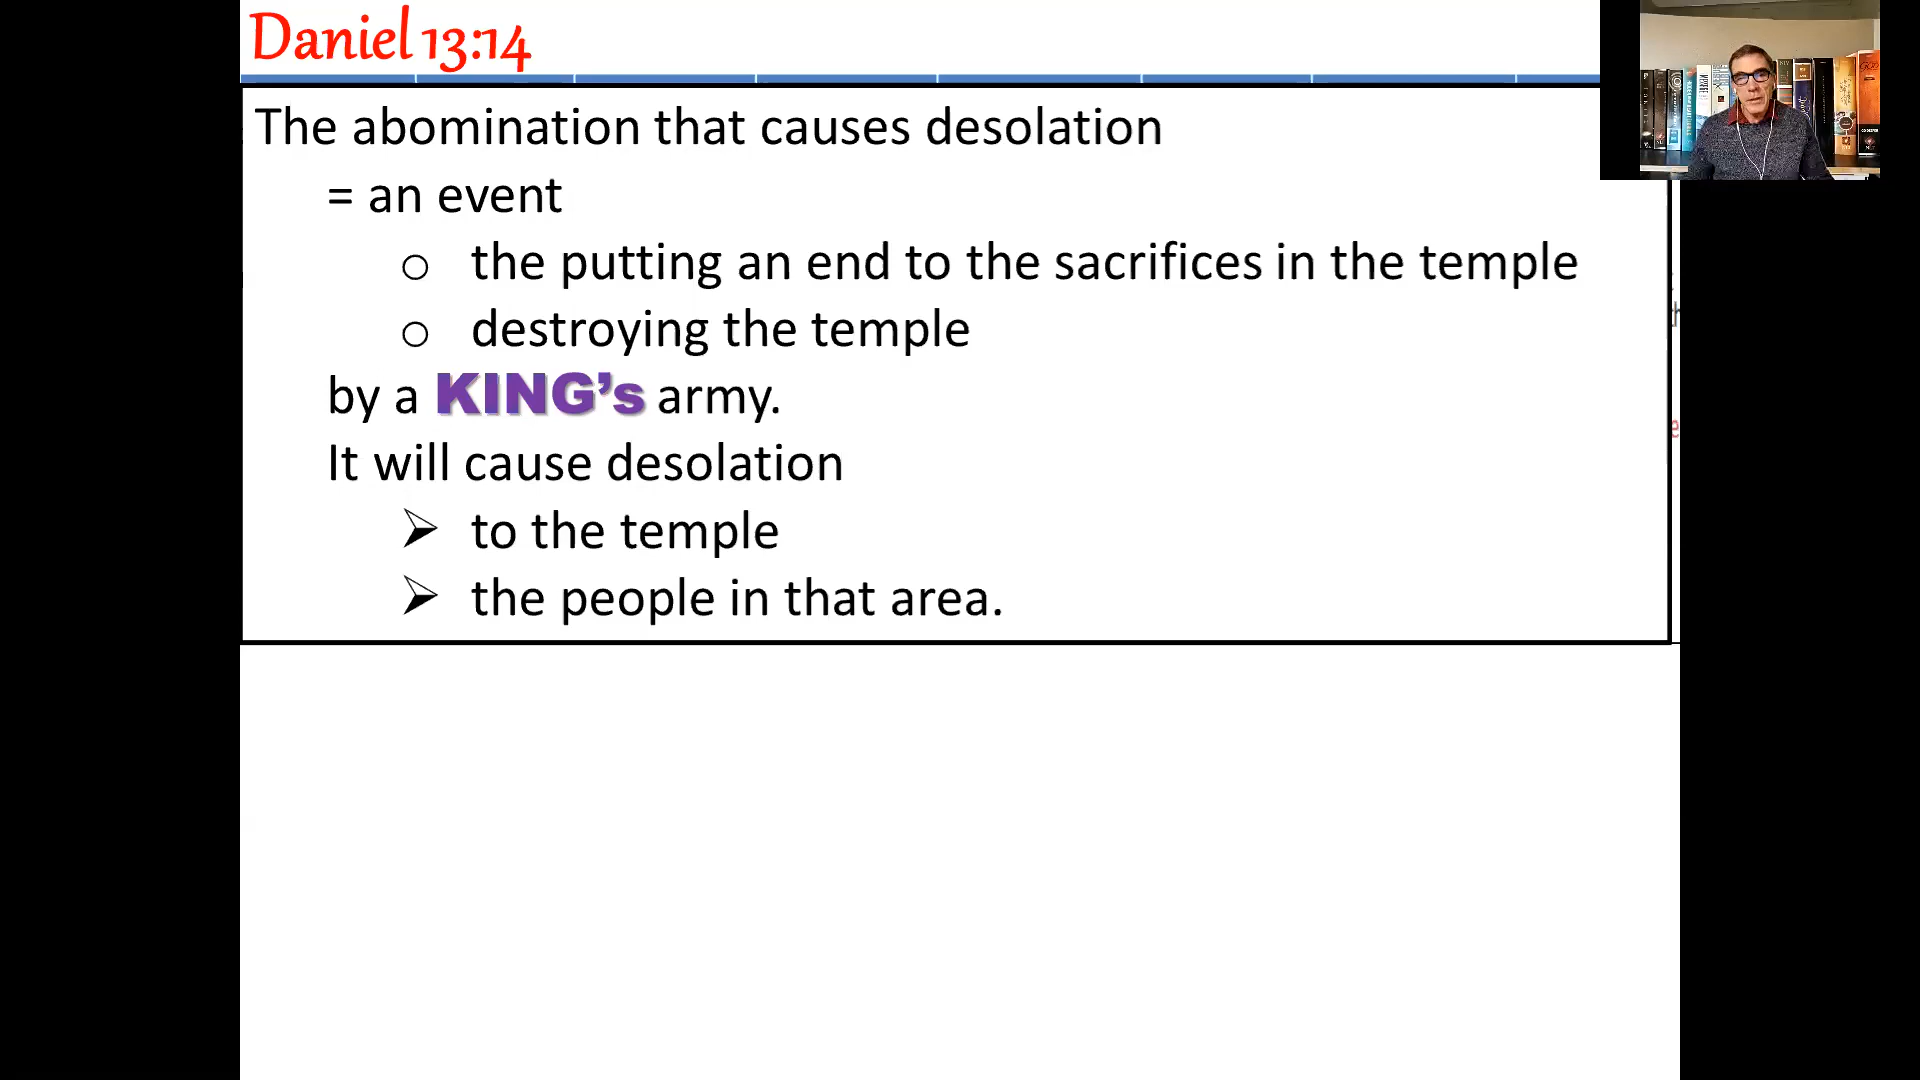 Daniel 13:14
The abomination that causes desolation
= an event
o the putting an end to the sacrifices in the temple
o destroying the temple
by a KING's army.
It will cause desolation
➢ to the temple
➢ the people in that area.